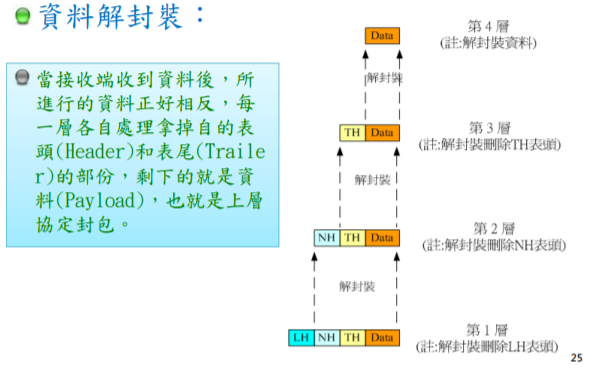 資料解封裝：
當接收端收到資料後，所
進行的資料正好相反，每
一層各自處理拿掉自的表
頭(Header)和表尾(Traile
r)的部份，剩下的就是資
料(Payload)，也就是上層
協定封包。
Data
第 4 層
(註:解封裝資料)
解封裝
TH Data
第 3 層
(註:解封裝刪除TH表頭)
解封裝
NH TH Data
第 2 層
(註:解封裝刪除NH表頭)
解封裝
LH NH TH Data
第 1 層
(註:解封裝刪除LH表頭)
25